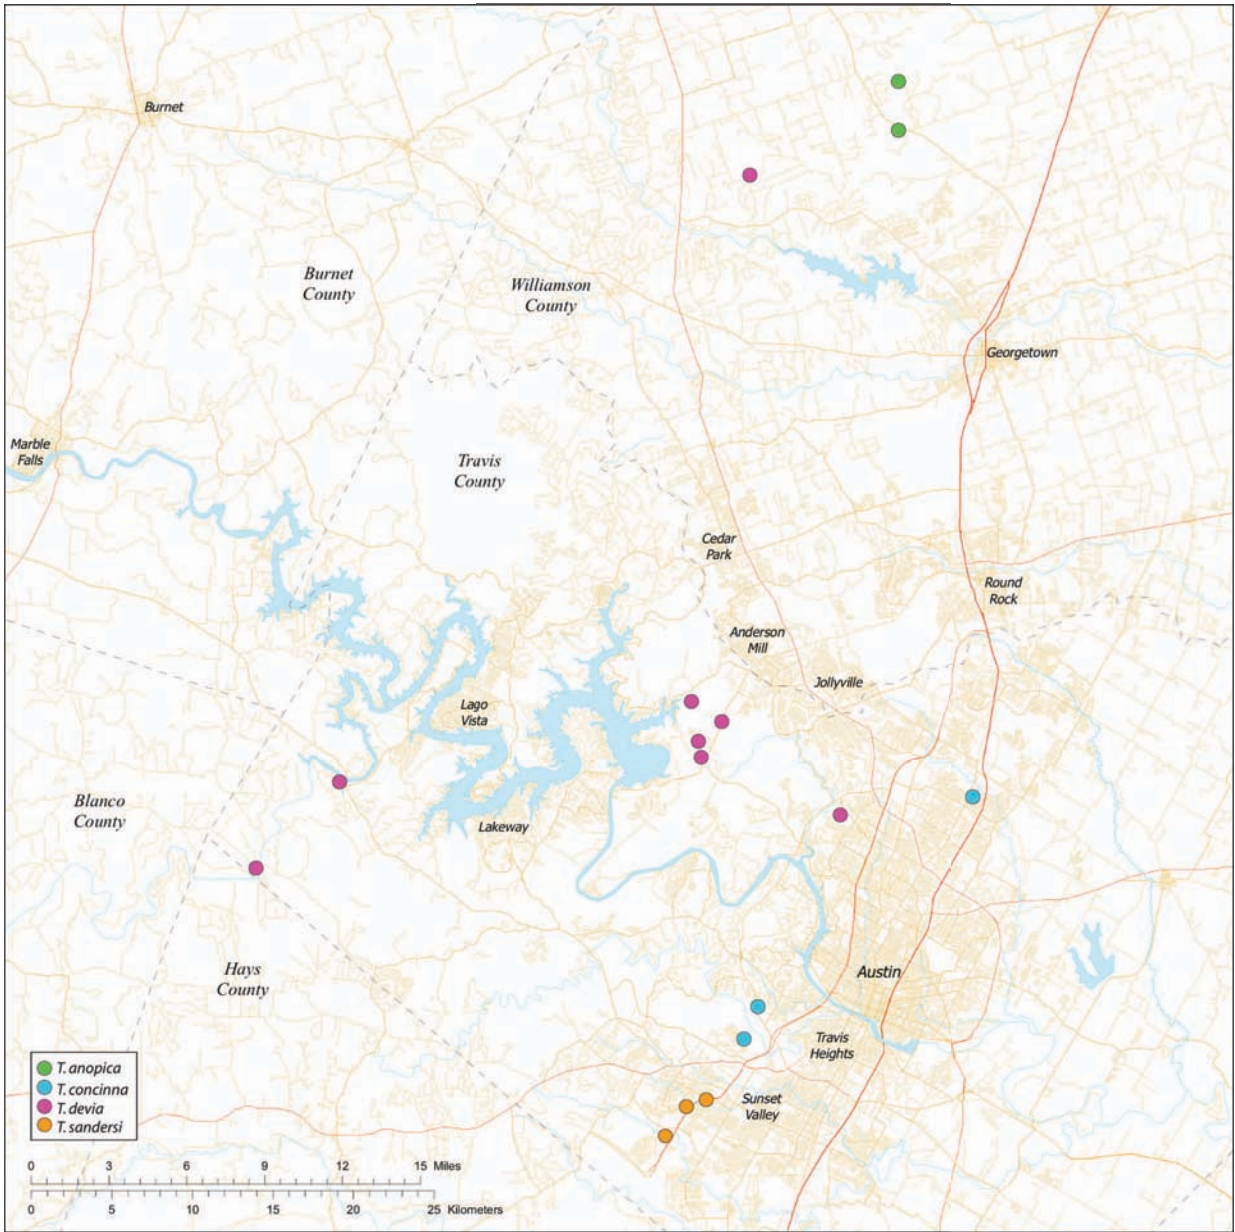 Burnet
Burnet
County
Williamson
County
Georgetown
Marble
Falls
Travis
County
Cedar
Park
Round
Rock
Anderson
Mill
Jollyville
Lago
Vista
Blanco
County
Lakeway
Hays
County
Austin
Travis
Heights
Sunset
Valley
T. anopica
T. concinna
T. devia
T. sandersi
0 3 6 9 12 15 Miles
0 5 10 15 20 25 Kilometers